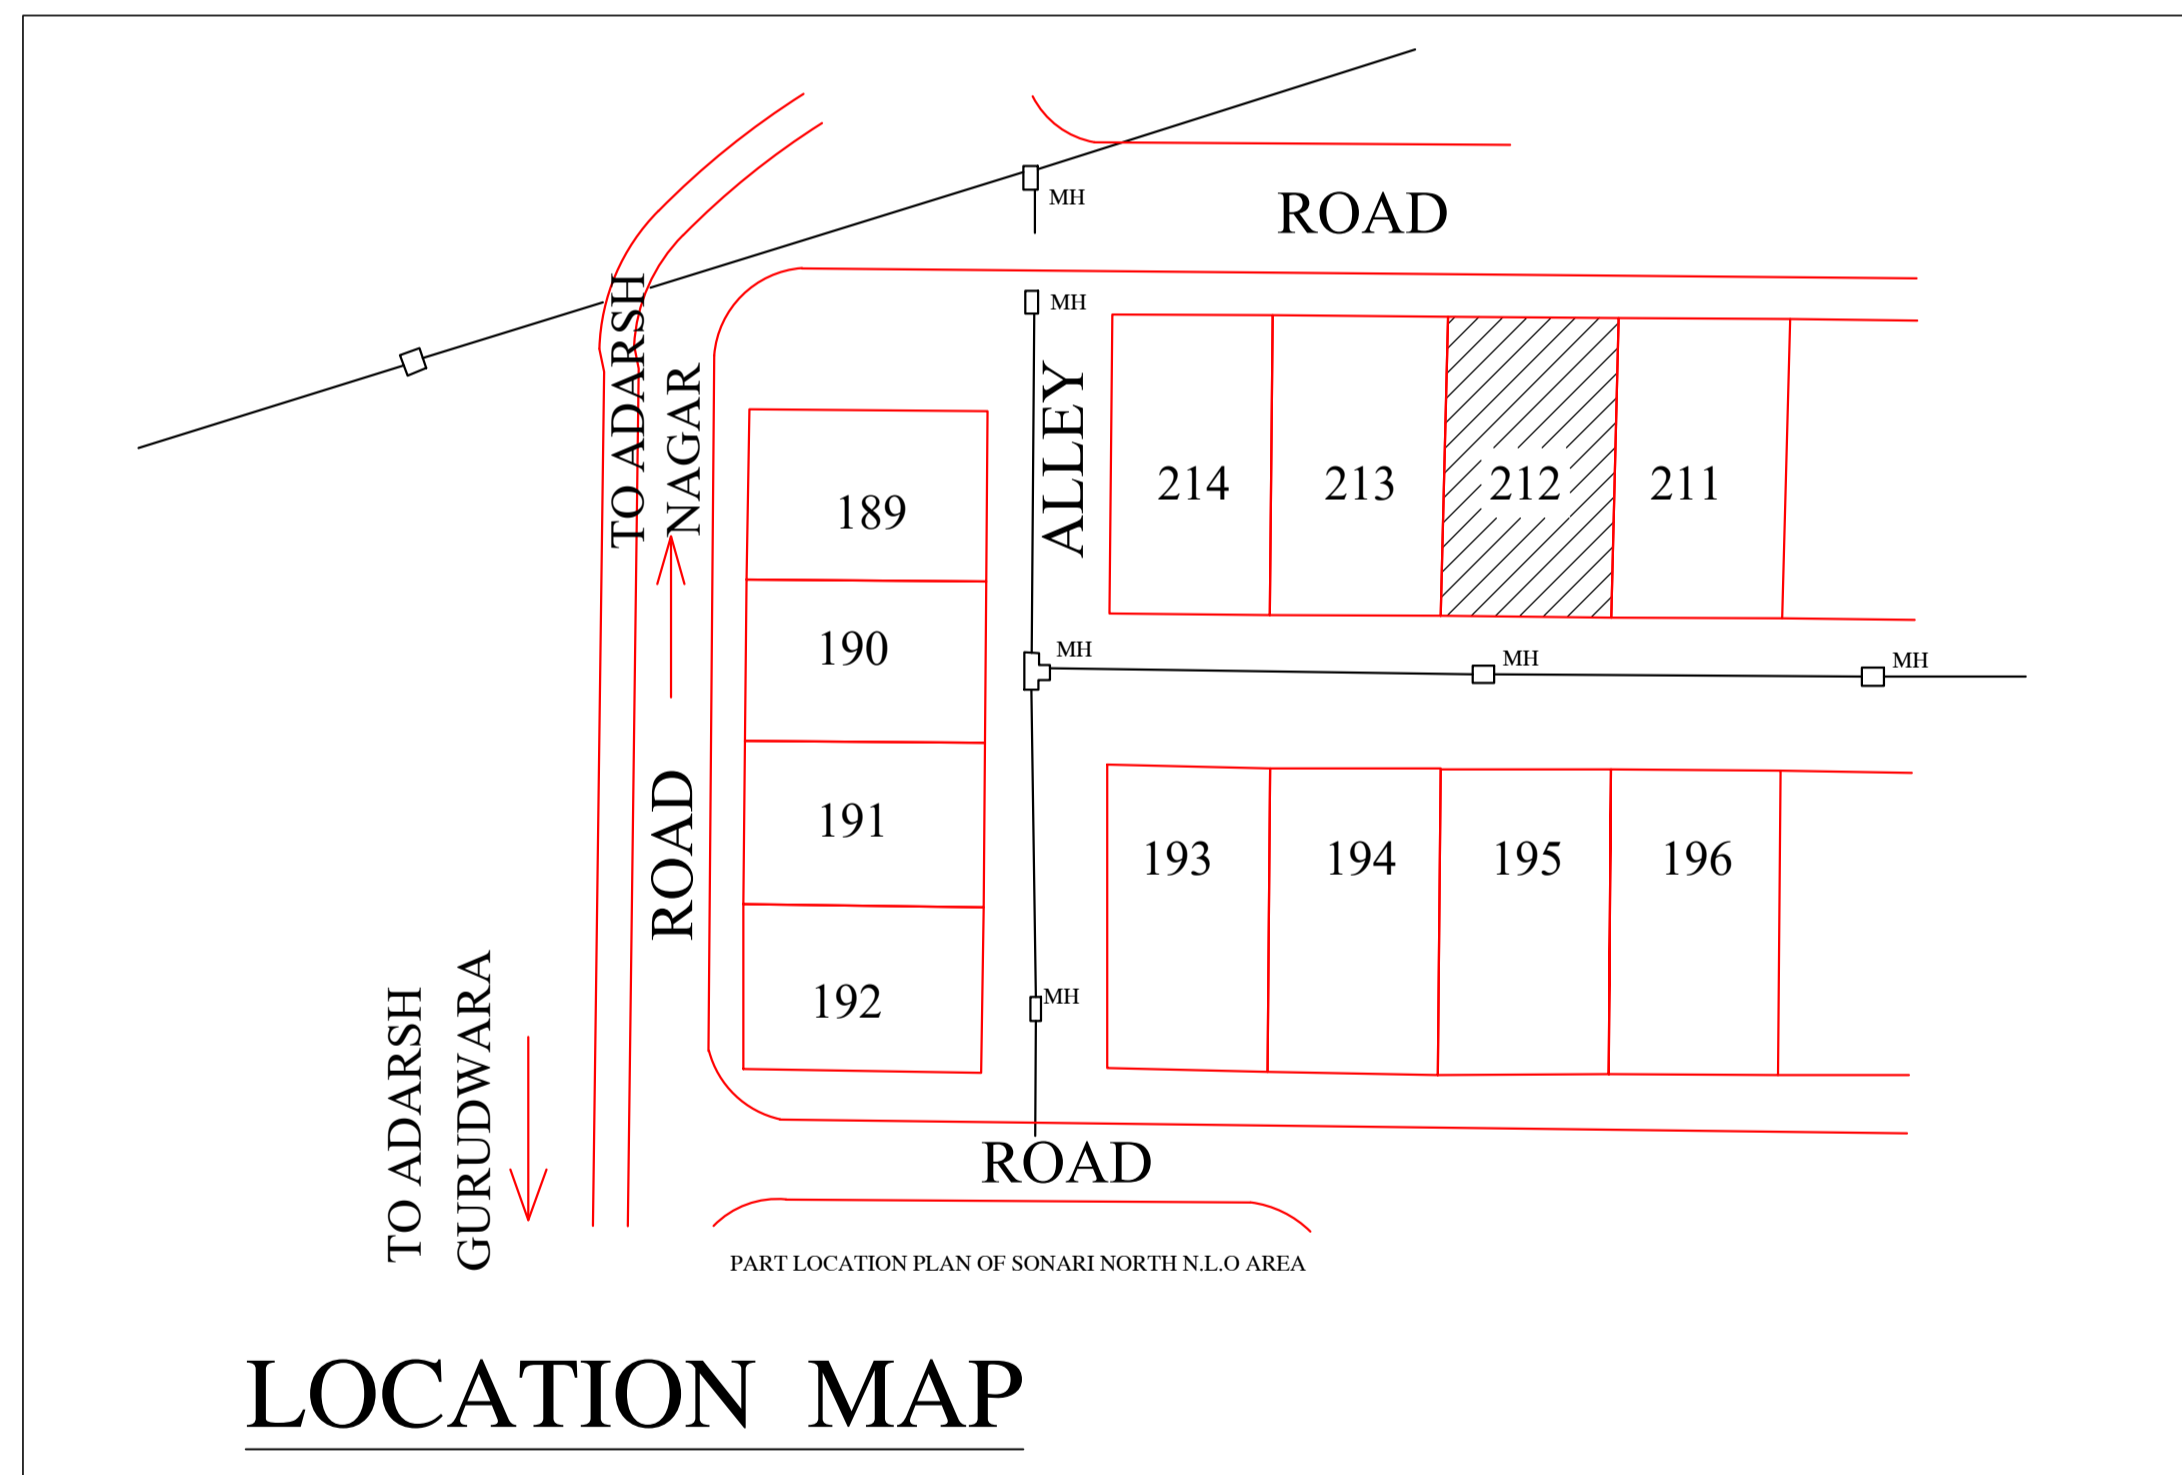 MH
ROAD
MH
TO ADARSH
NAGAR
ALLEY
214
213
212
211
189
190
MH
MH
MH
191
ROAD
193
194
195
196
192
MH
TO ADARSH
GURUDWARA
ROAD
PART LOCATION PLAN OF SONARI NORTH N.L.O AREA
LOCATION MAP